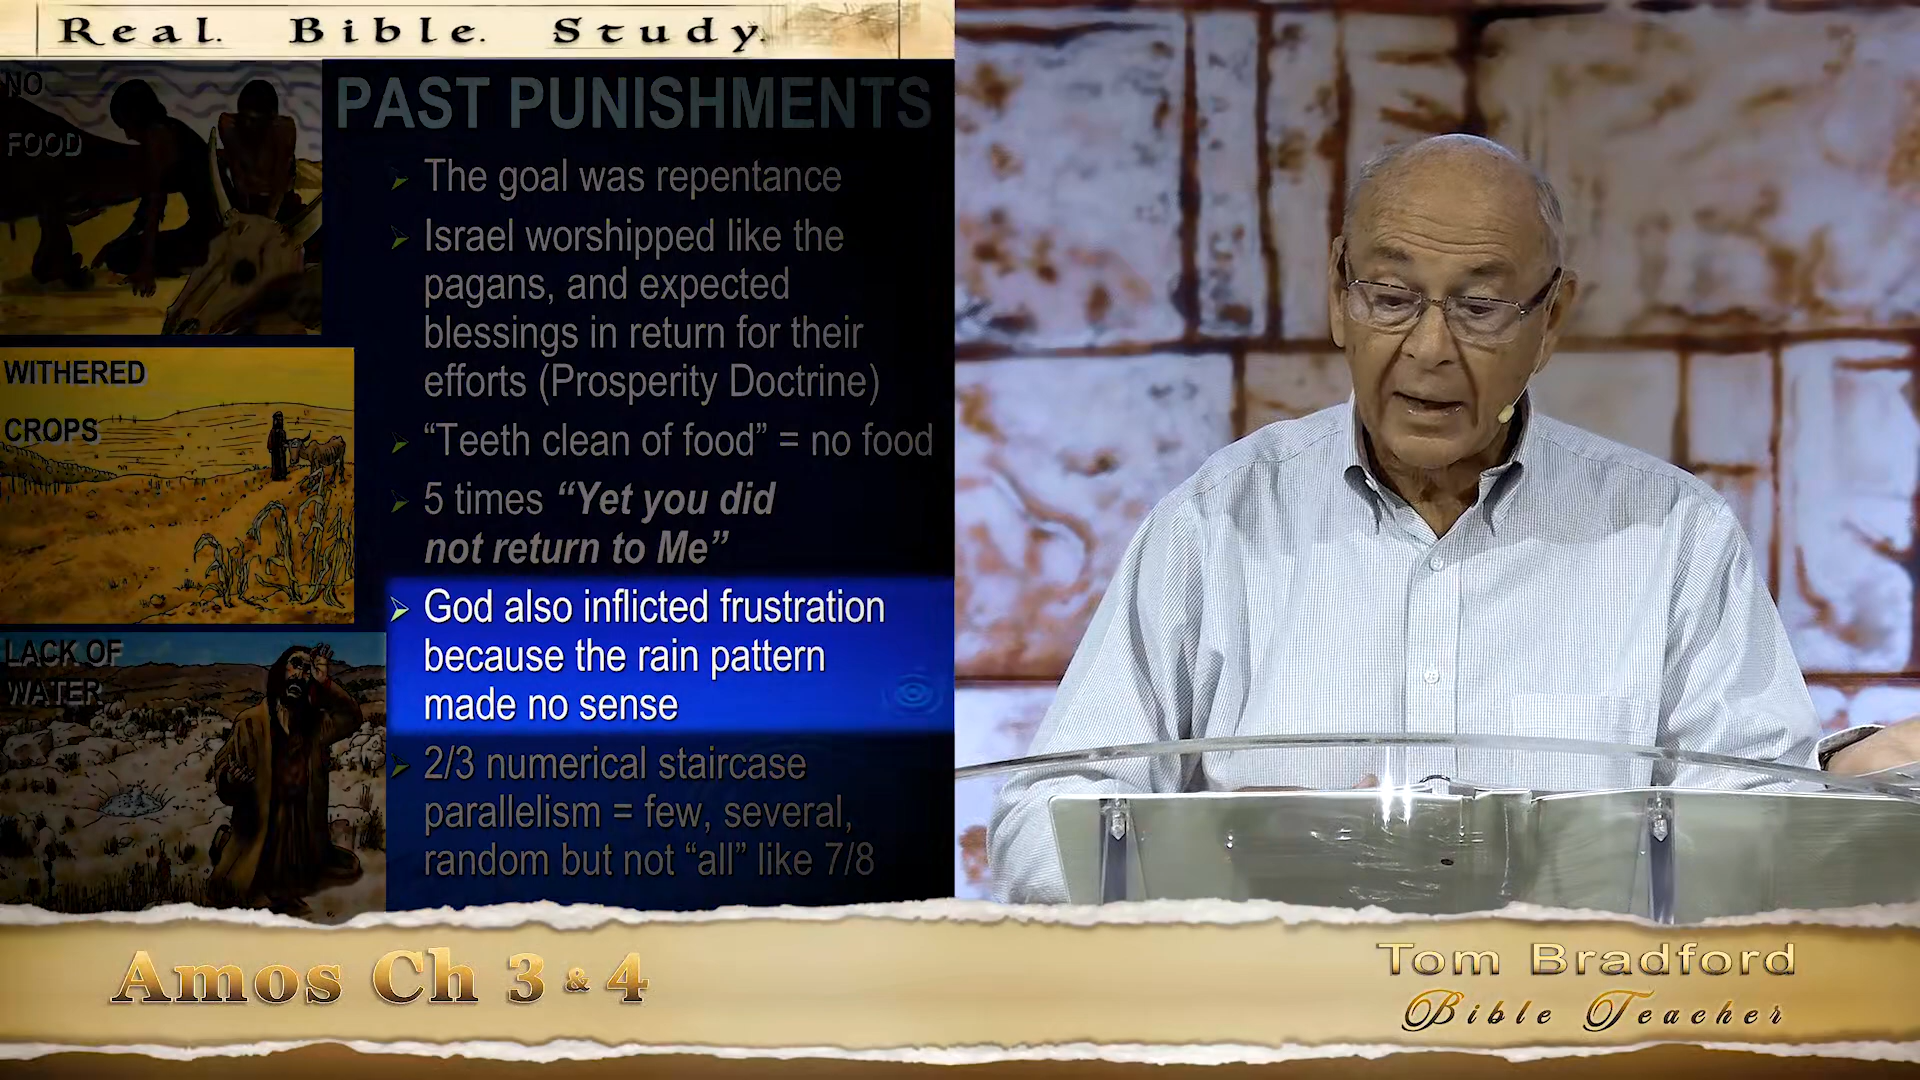 Real. Bible. Study.
NO
FOOD
WITHERED
CROPS
LACK OF
WATER
PAST PUNISHMENTS
The goal was repentance
Israel worshipped like the
pagans, and expected
blessings in return for their
efforts (Prosperity Doctrine)
“Teeth clean of food” = no food
5 times “Yet you did
not return to Me”
God also inflicted frustration
because the rain pattern
made no sense
2/3 numerical staircase
parallelism = few, several,
random but not “all” like 7/8
Amos Ch 3 & 4
Tom Bradford
Bible Teacher